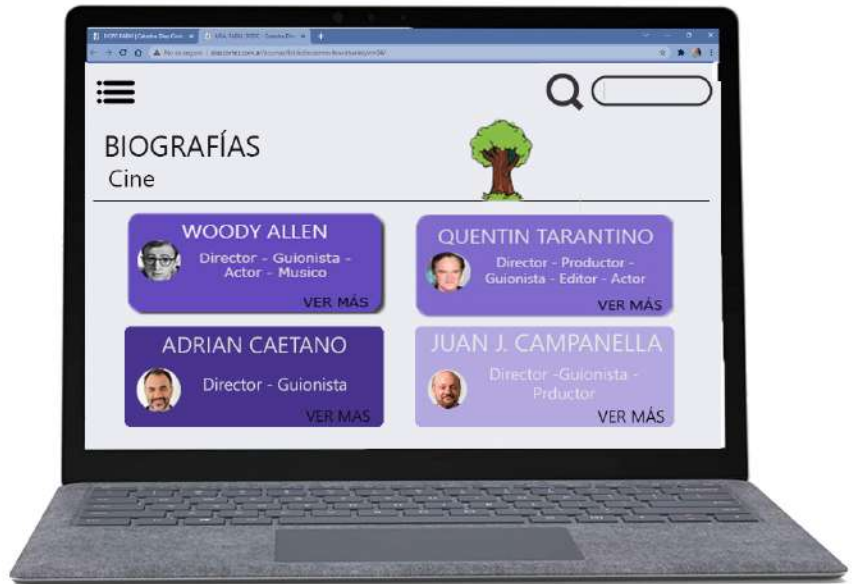 BIOGRAFÍAS
Cine
WOODY ALLEN
Director - Guionista -
Actor - Musico
VER MÁS
QUENTIN TARANTINO
Director - Productor -
Guionista - Editor - Actor
VER MÁS
ADRIAN CAETANO
Director - Guionista
VER MAS
JUAN J. CAMPANELLA
Director -Guionista -
Prductor
VER MÁS